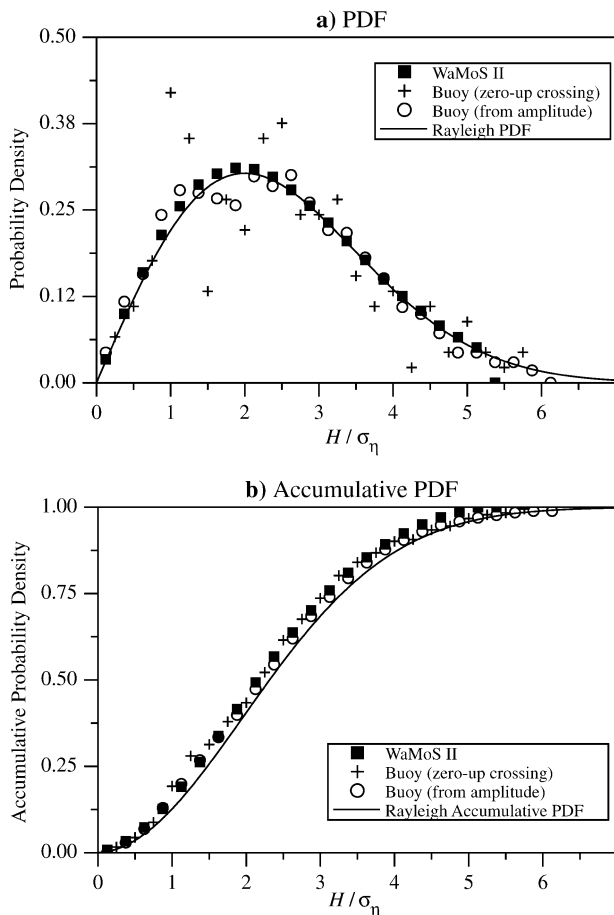 a) PDF
0.50
0.38
0.25
0.12
0.00
Probability Density
WaMoS II
Buoy (zero-up crossing)
Buoy (from amplitude)
Rayleigh PDF
0 1 2 3 4 5 6
H / ση
b) Accumulative PDF
1.00
0.75
0.50
0.25
0.00
Accumulative Probability Density
WaMoS II
Buoy (zero-up crossing)
Buoy (from amplitude)
Rayleigh Accumulative PDF
0 1 2 3 4 5 6
H / ση